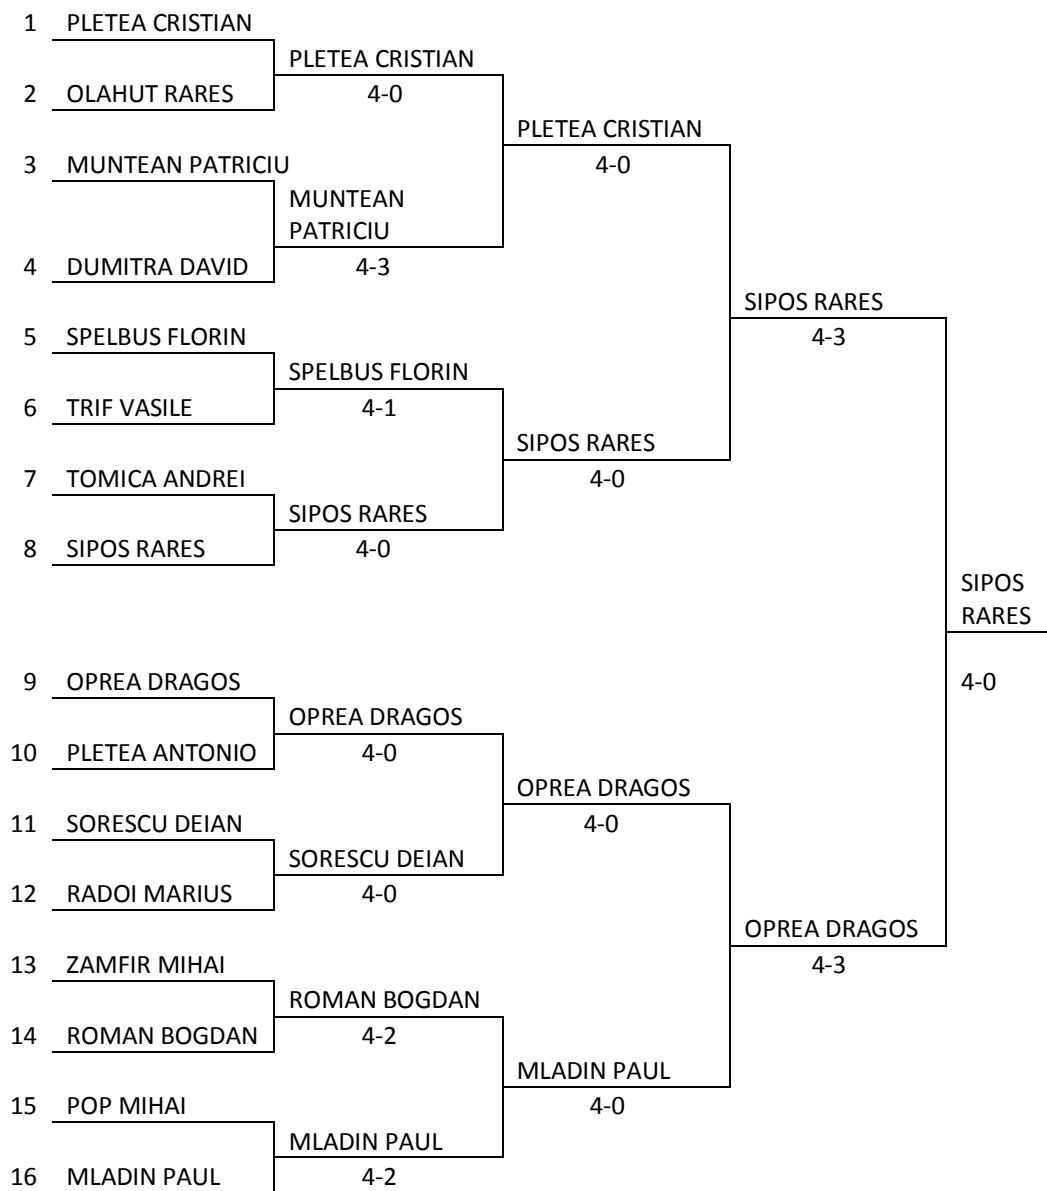 1 PLETEA CRISTIAN
PLETEA CRISTIAN
2 OLAHUT RARES 4-0
PLETEA CRISTIAN
3 MUNTEAN PATRICIU 4-0
MUNTEAN
PATRICIU
4 DUMITRA DAVID 4-3
SIPOS RARES
5 SPELBUS FLORIN 4-3
SPELBUS FLORIN
6 TRIF VASILE 4-1
SIPOS RARES
7 TOMICA ANDREI 4-0
SIPOS RARES
8 SIPOS RARES 4-0
SIPOS
RARES
9 OPREA DRAGOS 4-0
OPREA DRAGOS
10 PLETEA ANTONIO 4-0
OPREA DRAGOS
11 SORESCU DEIAN 4-0
SORESCU DEIAN
12 RADOI MARIUS 4-0
OPREA DRAGOS
13 ZAMFIR MIHAI 4-3
ROMAN BOGDAN
14 ROMAN BOGDAN 4-2
MLADIN PAUL
15 POP MIHAI 4-0
MLADIN PAUL
16 MLADIN PAUL 4-2